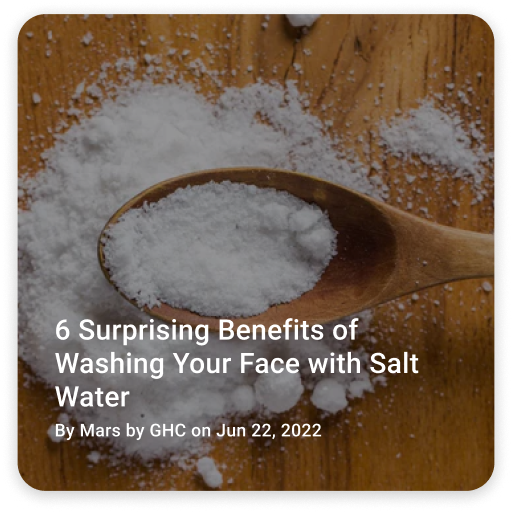 6 Surprising Benefits of
Washing Your Face with Salt
Water
By Mars by GHC on Jun 22, 2022